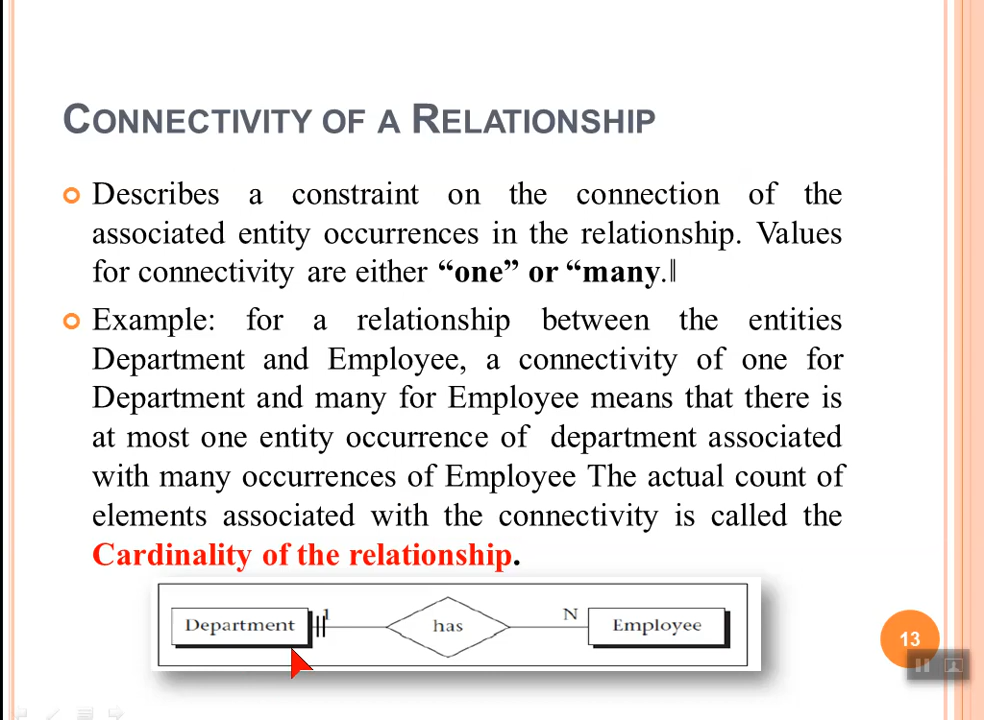 CONNECTIVITY OF A RELATIONSHIP
Describes a constraint on the connection of the
associated entity occurrences in the relationship. Values
for connectivity are either “one” or “many.‖
Example: for a relationship between the entities
Department and Employee, a connectivity of one for
Department and many for Employee means that there is
at most one entity occurrence of department associated
with many occurrences of Employee The actual count of
elements associated with the connectivity is called the
Cardinality of the relationship.
Department 1 has N Employee
13